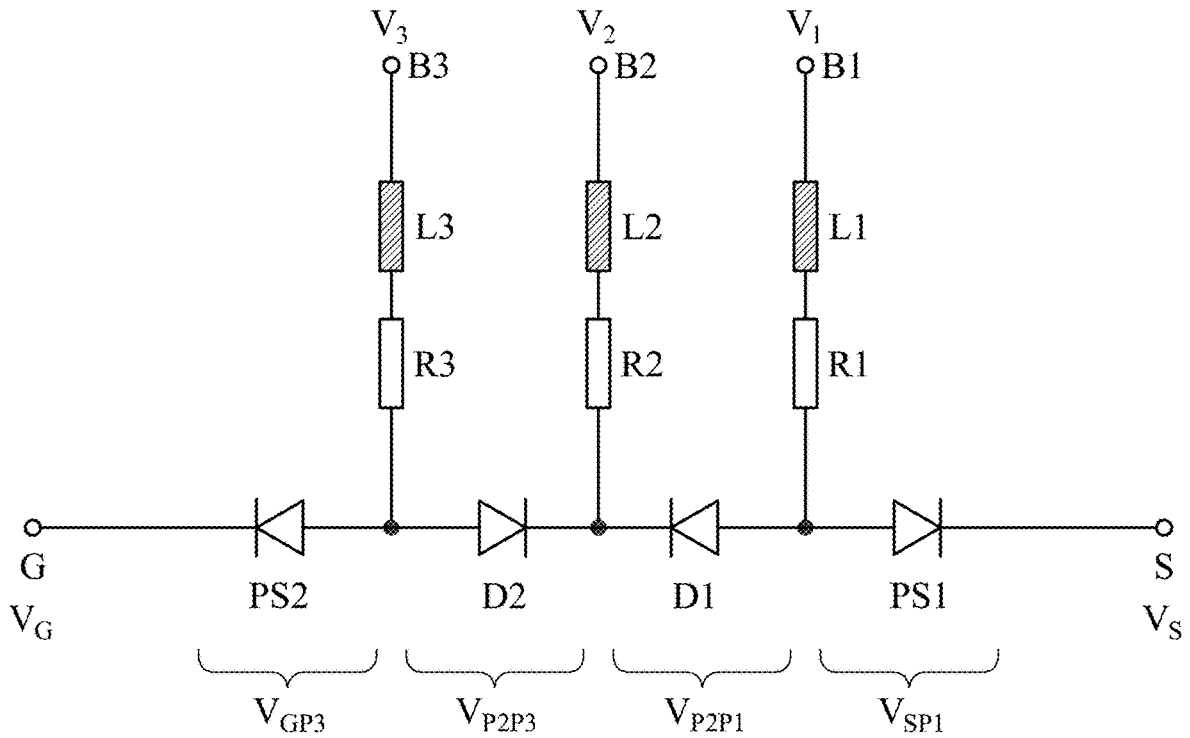 V3 V2 V1
B3 B2 B1
L3 L2 L1
R3 R2 R1
G PS2 D2 D1 PS1 S
VG VS
VGP3 VP2P3 VP2P1 VSP1